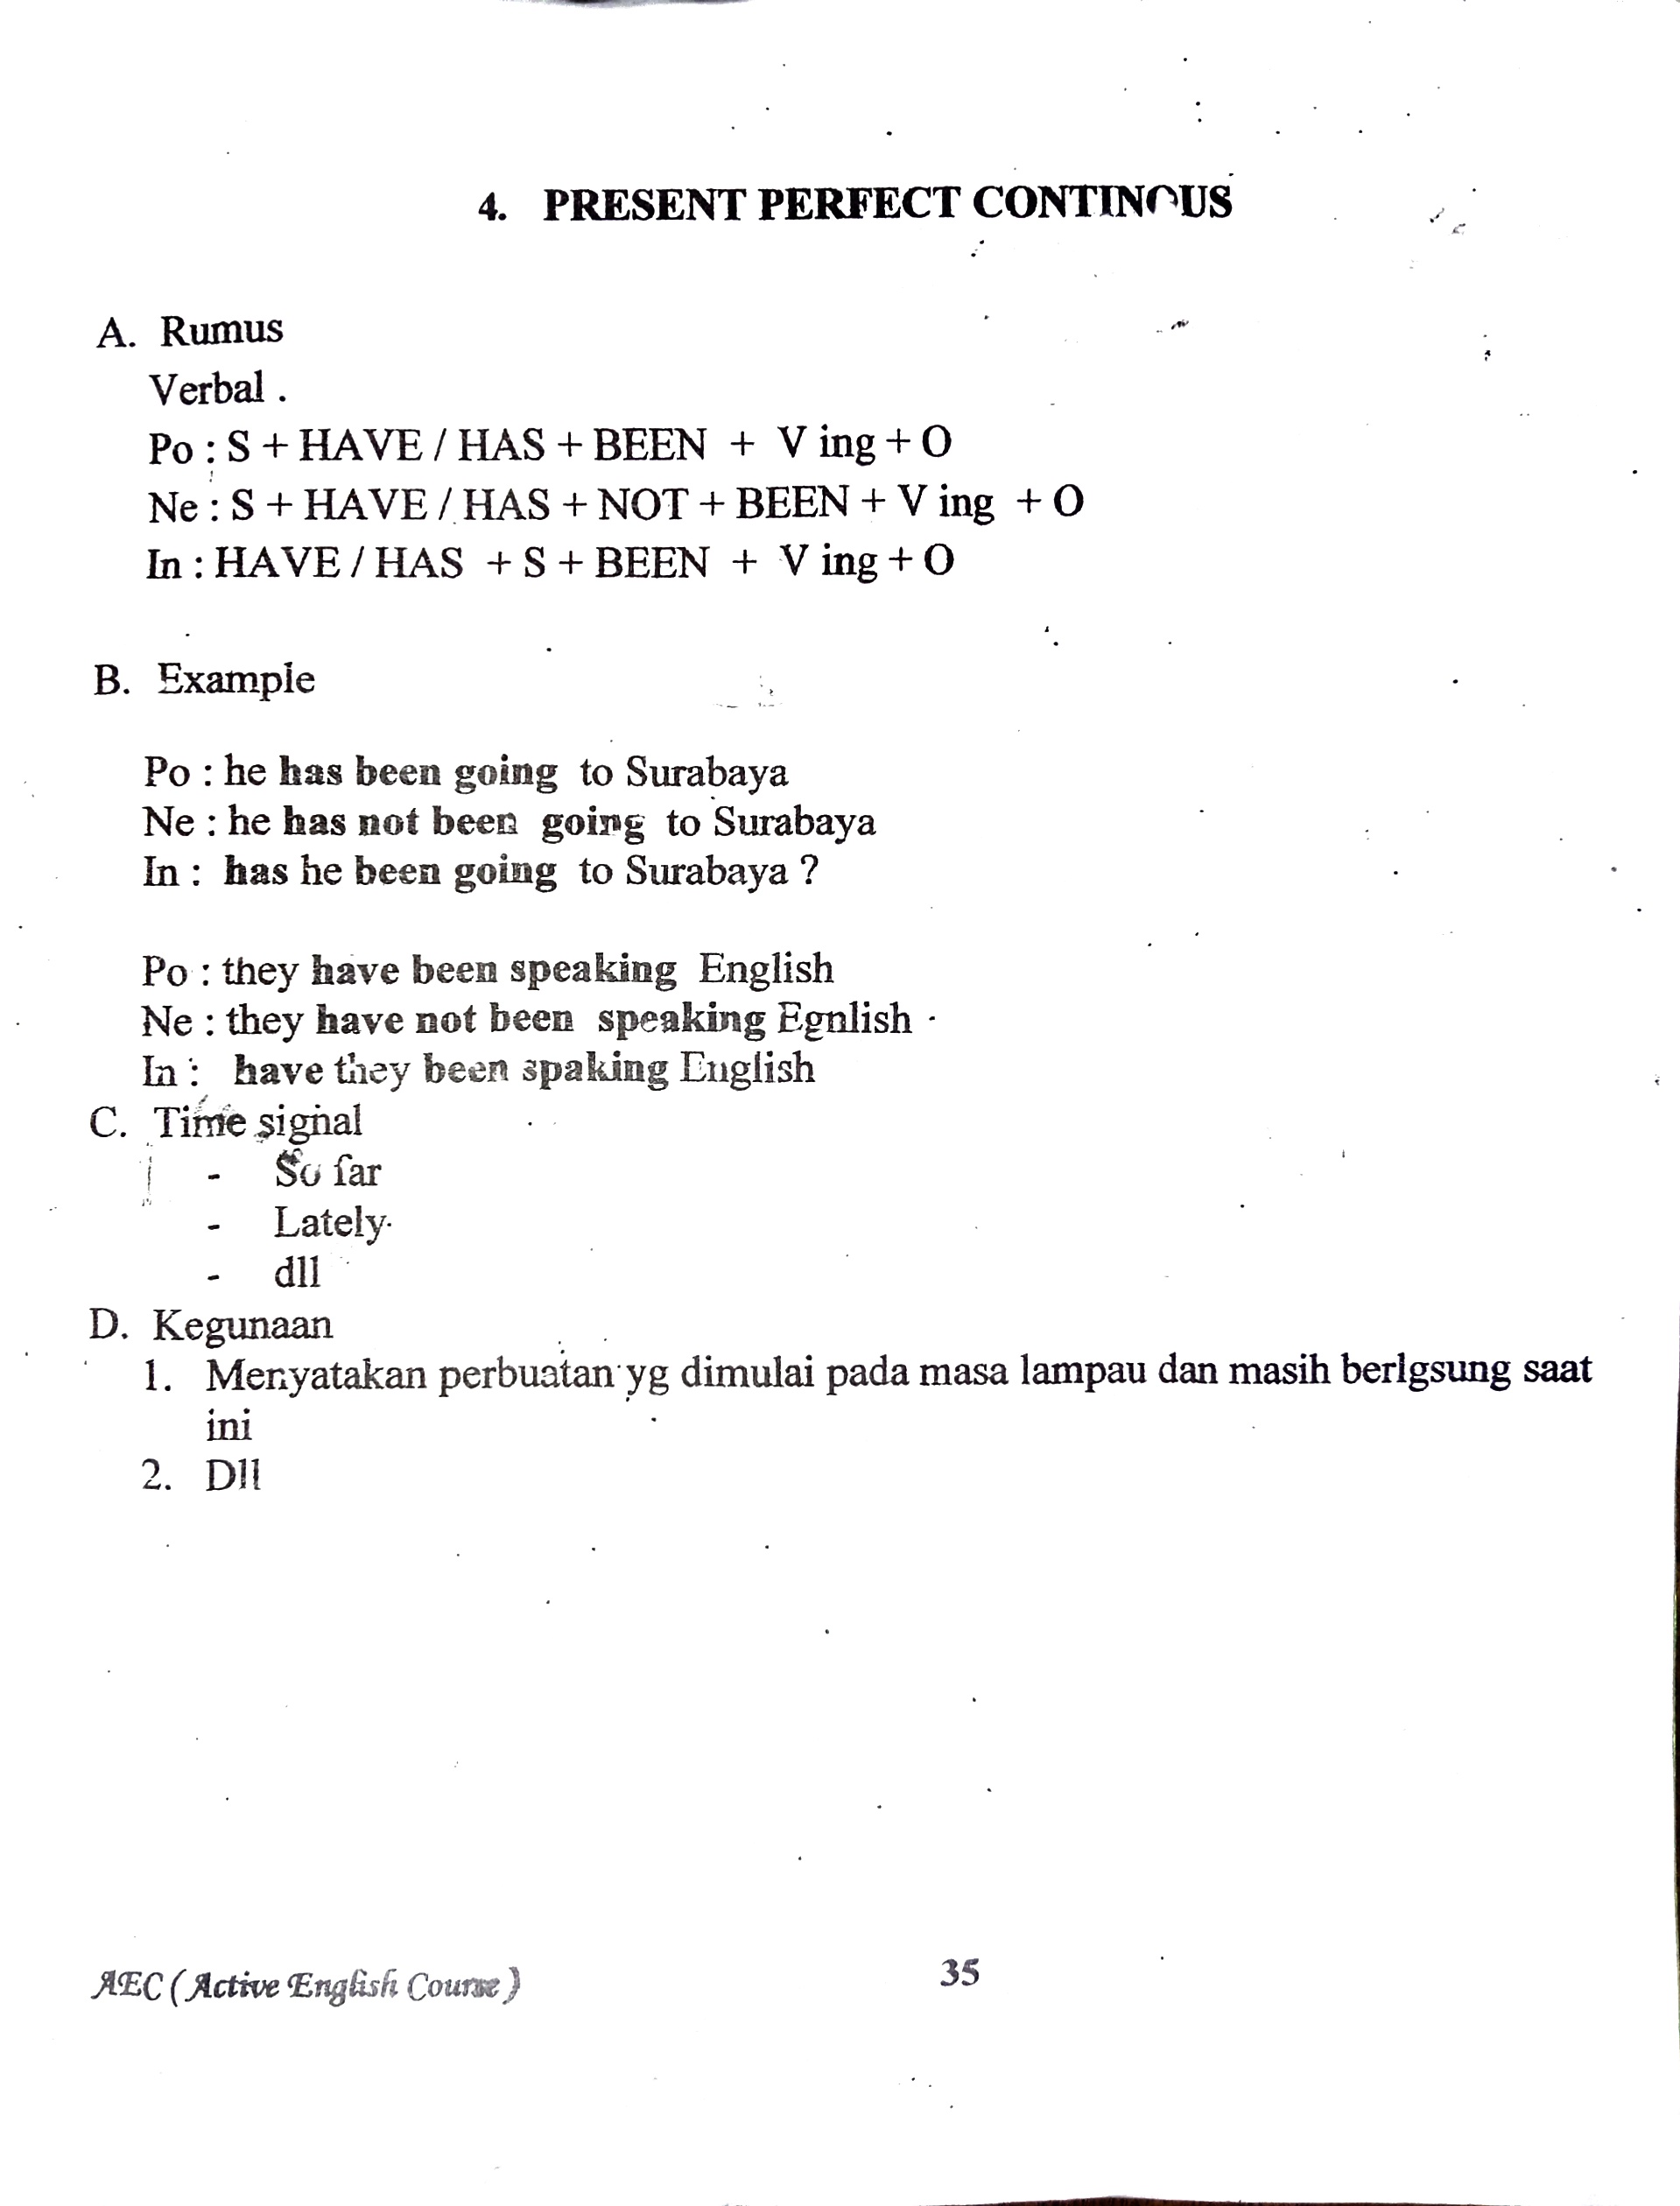 4. PRESENT PERFECT CONTINOUS
A. Rumus
Verbal .
Po : S + HAVE / HAS + BEEN + V ing + O
Ne : S + HAVE / HAS + NOT + BEEN + V ing + O
In : HAVE / HAS + S + BEEN + V ing + O
B. Example
Po : he has been going to Surabaya
Ne : he has not been going to Surabaya
In : has he been going to Surabaya ?
Po : they have been speaking English
Ne : they have not been speaking Egnlish
In : have they been spaking English
C. Time signal
- So far
- Lately
- dll
D. Kegunaan
1. Menyatakan perbuatan yg dimulai pada masa lampau dan masih berlgsung saat
ini
2. Dll
AEC ( Active English Course ) 35